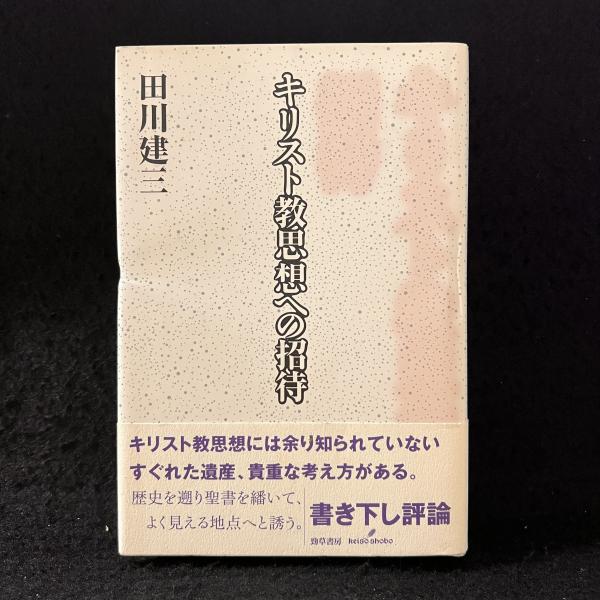 キリスト教思想への招待
田川建三
キリスト教思想には余り知られていない
すぐれた遺産、貴重な考え方がある。
歴史を遡り聖書を繙いて、
よく見える地点へと誘う。
書き下し評論
勁草書房 keiso shobo